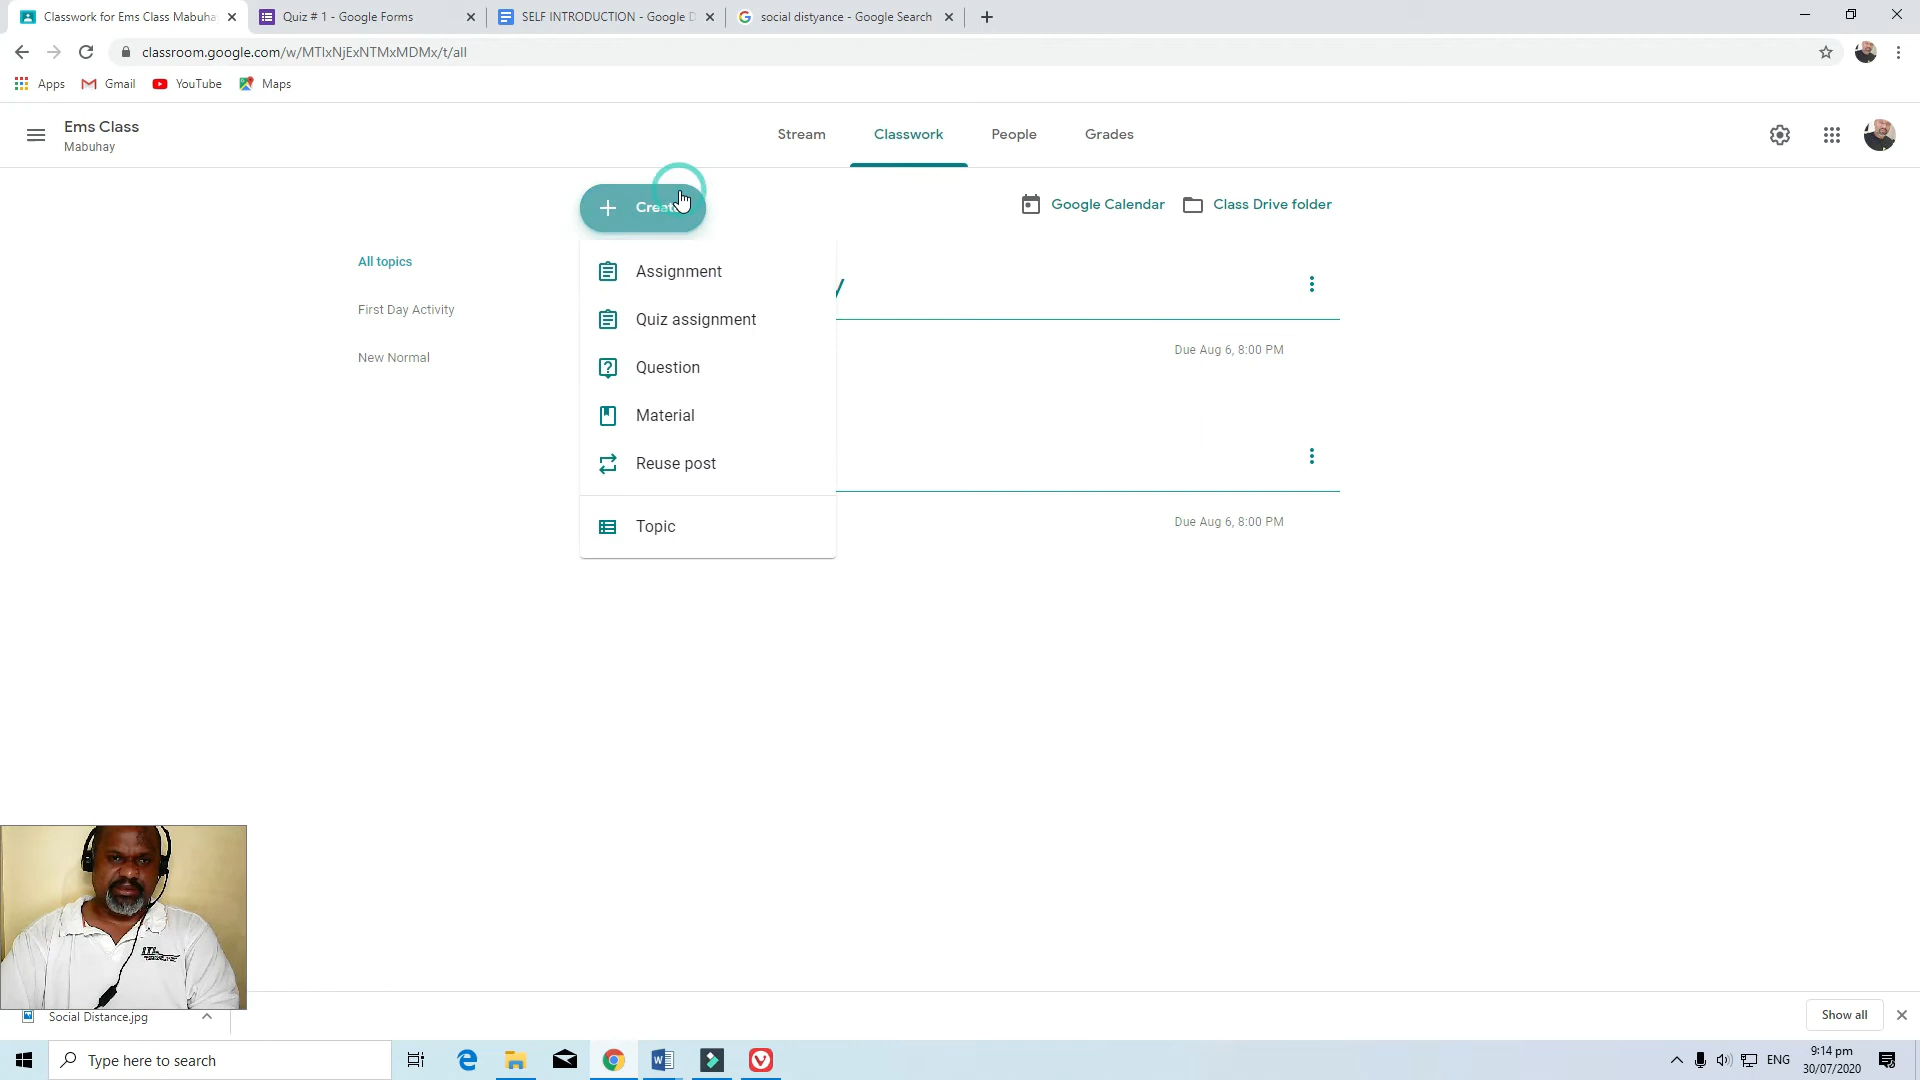 Classwork for Ems Class Mabuha
Quiz # 1 - Google Forms
SELF INTRODUCTION - Google D
social distyance - Google Search
classroom.google.com/w/MTIxNjExNTMxMDMx/t/all
Apps
Gmail
YouTube
Maps
Ems Class
Mabuhay
Stream
Classwork
People
Grades
Create
Google Calendar
Class Drive folder
All topics
First Day Activity
New Normal
Assignment
Quiz assignment
Question
Material
Reuse post
Topic
y
Due Aug 6, 8:00 PM
Due Aug 6, 8:00 PM
Social Distance.jpg
Show all
Type here to search
ENG
9:14 pm
30/07/2020